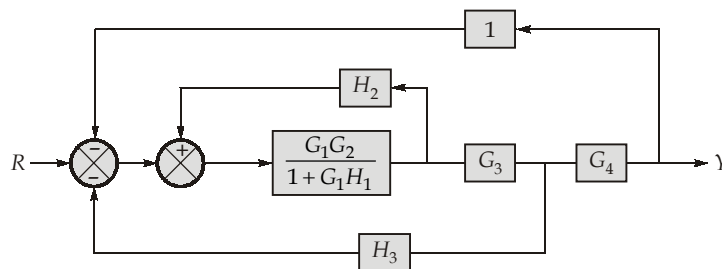 1
H₂
R
−
+
−
G₁G₂
1 + G₁H₁
G₃
G₄
Y
H₃